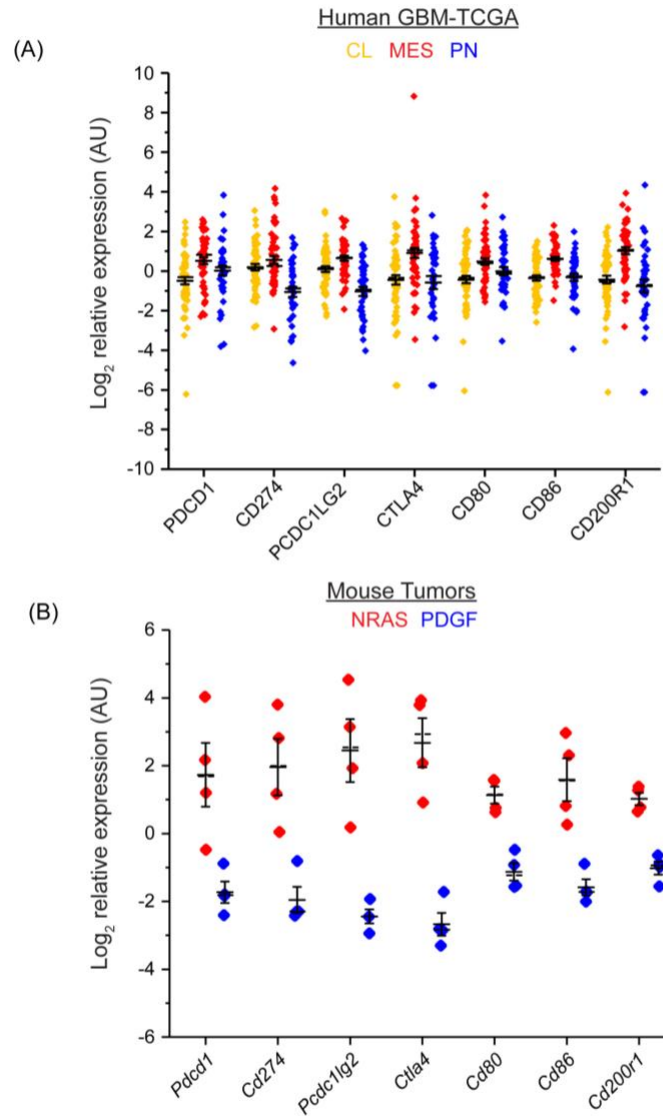 Human GBM-TCGA
(A)
CL MES PN
10
8
6
4
2
0
-2
-4
-6
-8
-10
Log2 relative expression (AU)
PDCD1
CD274
PCDC1LG2
CTLA4
CD80
CD86
CD200R1
Mouse Tumors
(B)
NRAS PDGF
6
4
2
0
-2
-4
-6
Log2 relative expression (AU)
Pdcd1
Cd274
Pcdc1lg2
Ctla4
Cd80
Cd86
Cd200r1